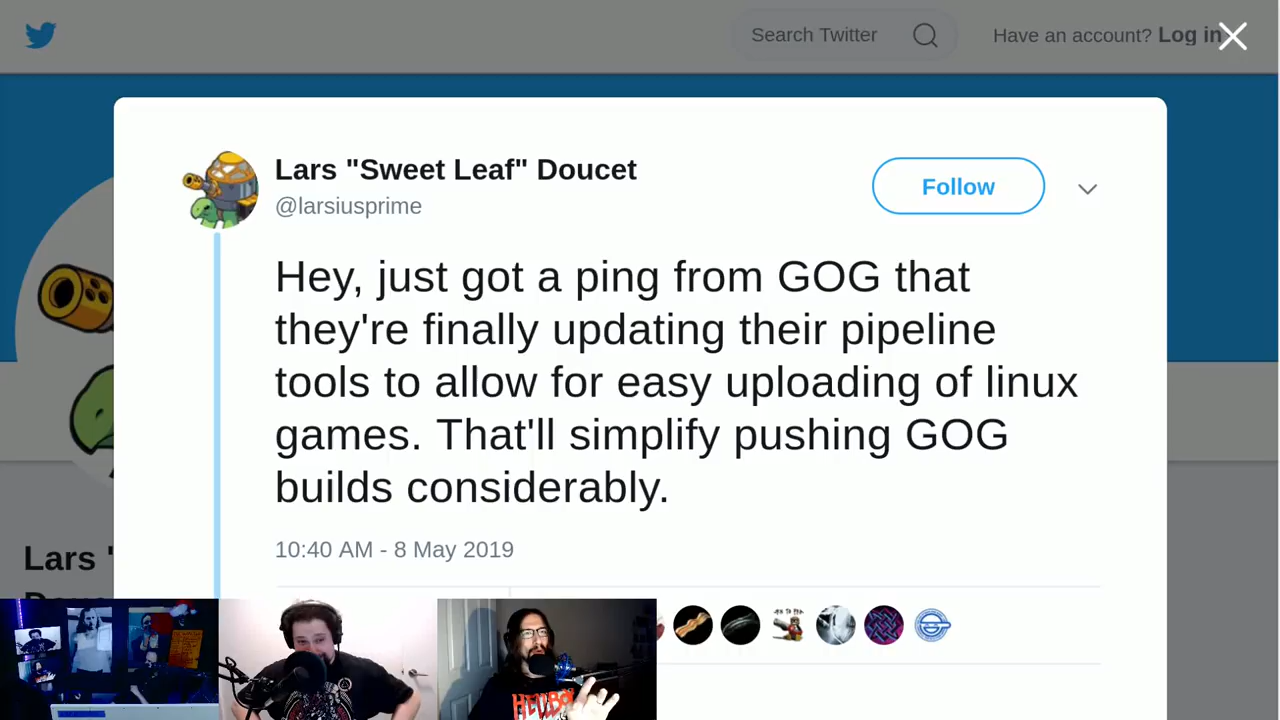 Search Twitter
Have an account? Log in
Lars "Sweet Leaf" Doucet
@larsiusprime
Follow
Hey, just got a ping from GOG that
they're finally updating their pipeline
tools to allow for easy uploading of linux
games. That'll simplify pushing GOG
builds considerably.
10:40 AM - 8 May 2019
Lars "
HELLBOY